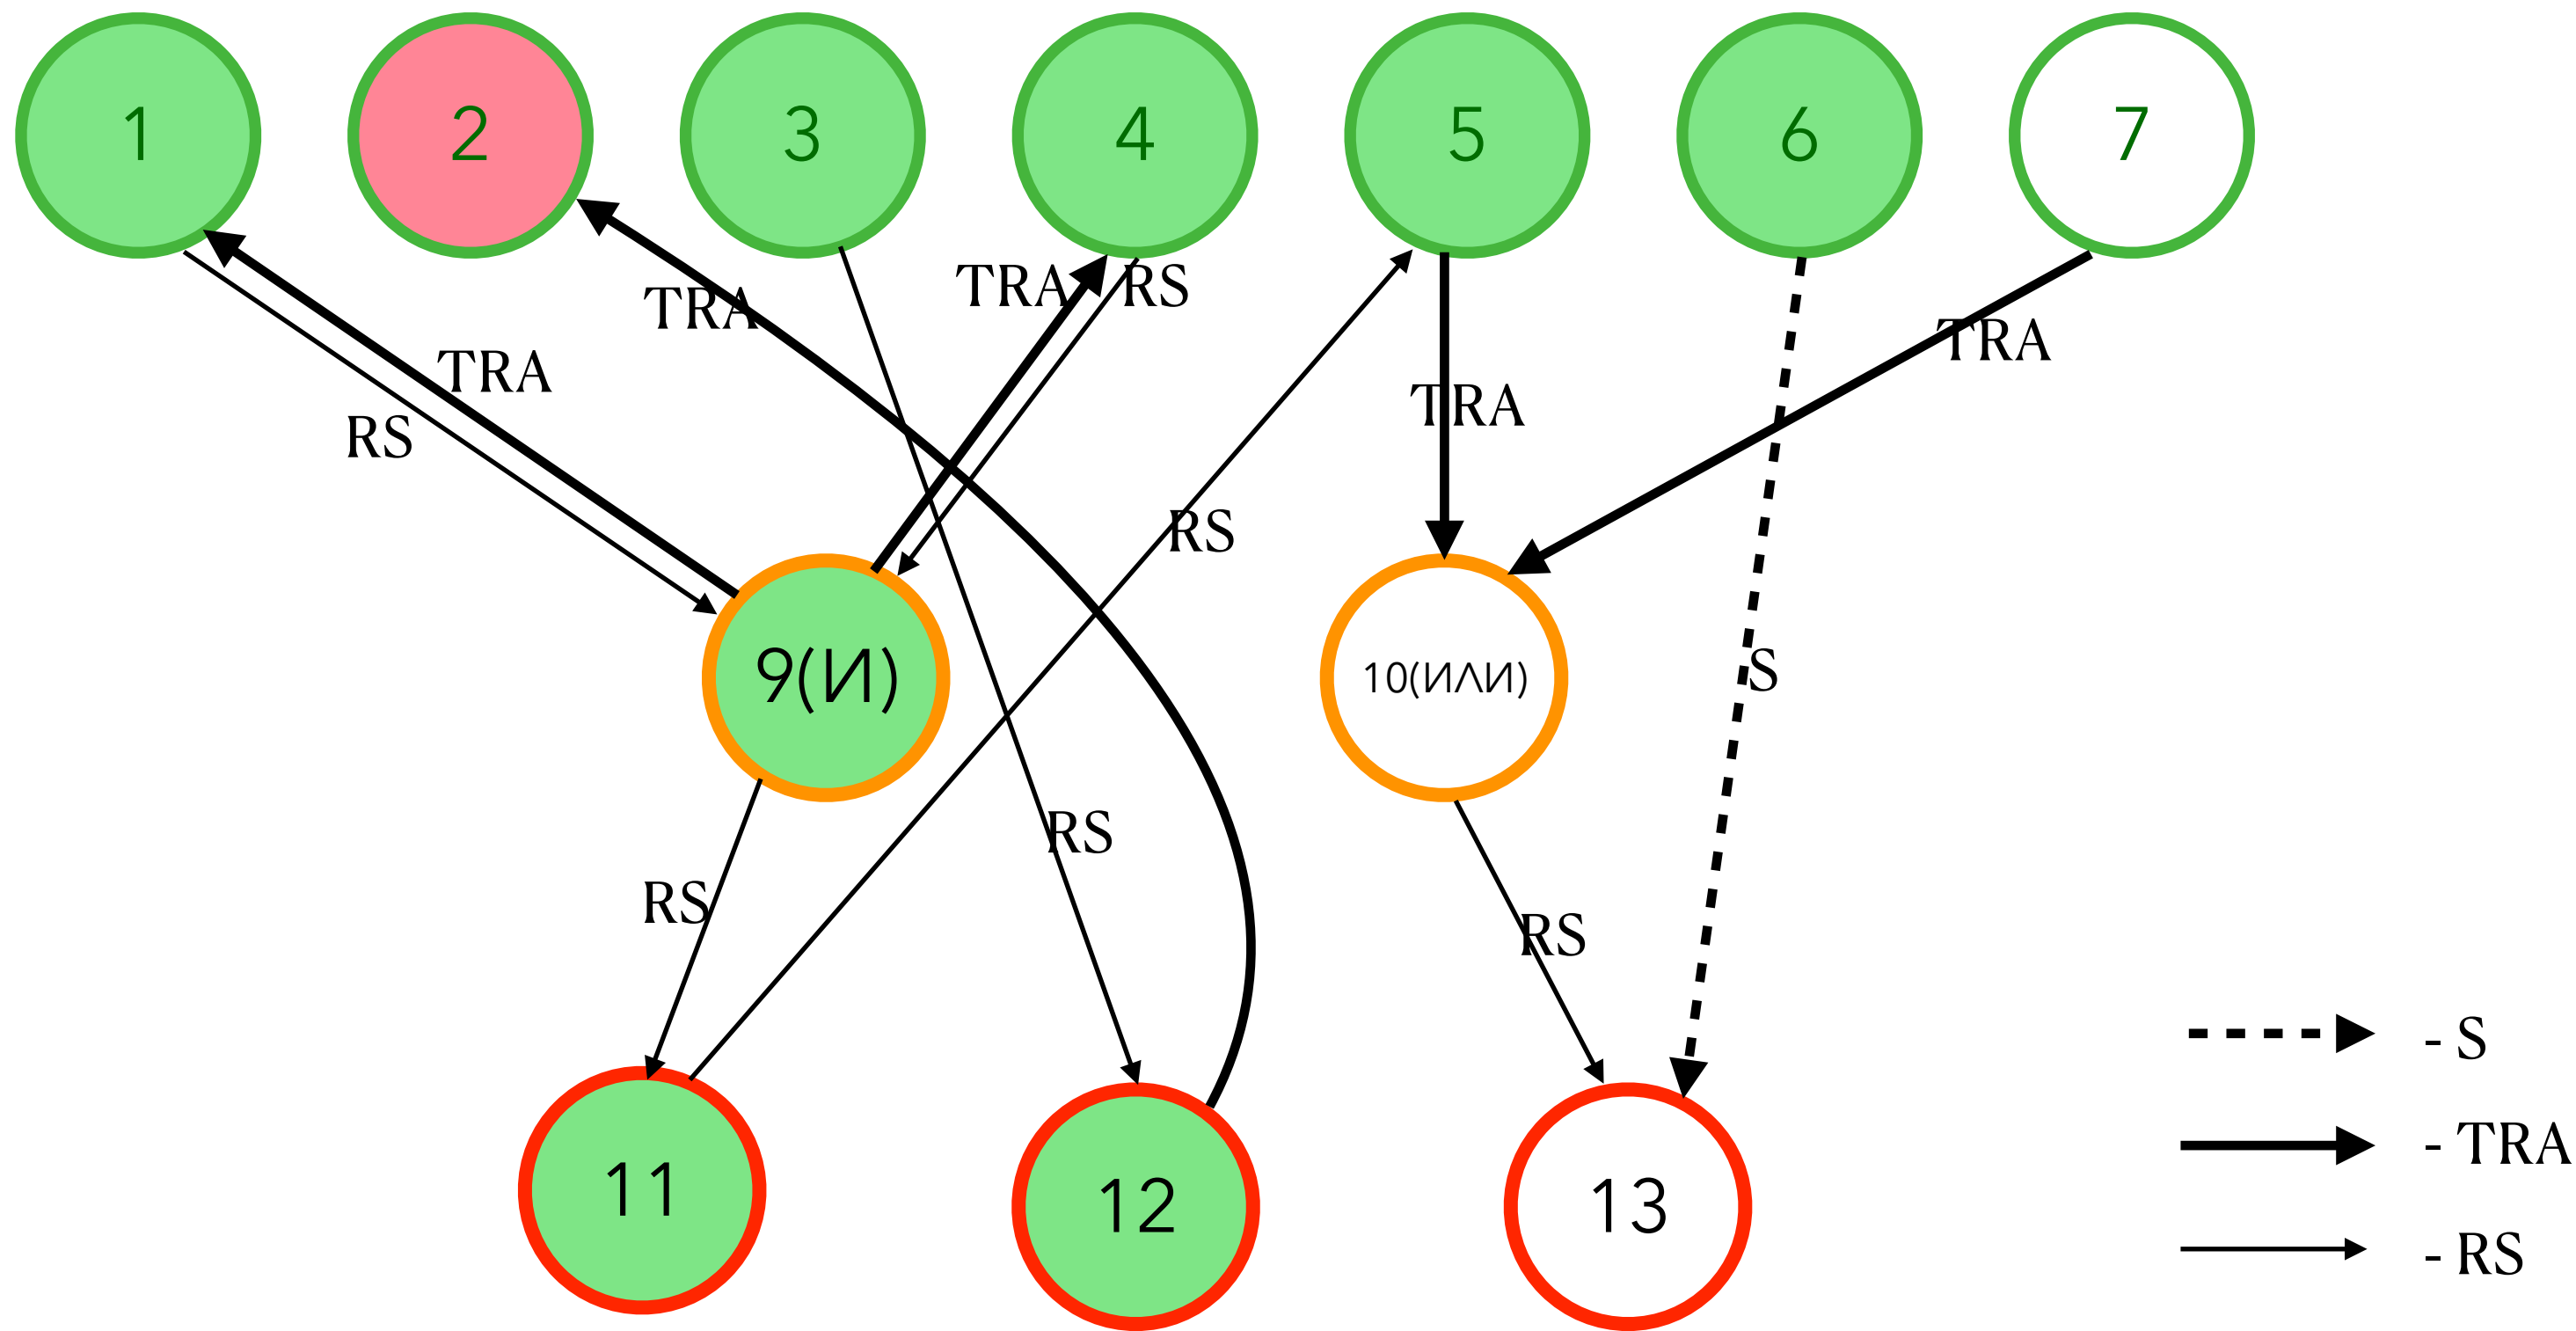 1 2 3 4 5 6 7
TRA
TRA
RS
TRA
TRA
TRA
RS
RS
9(И)
10(ИЛИ)
S
RS
RS
RS
11
12
13
- S
- TRA
- RS